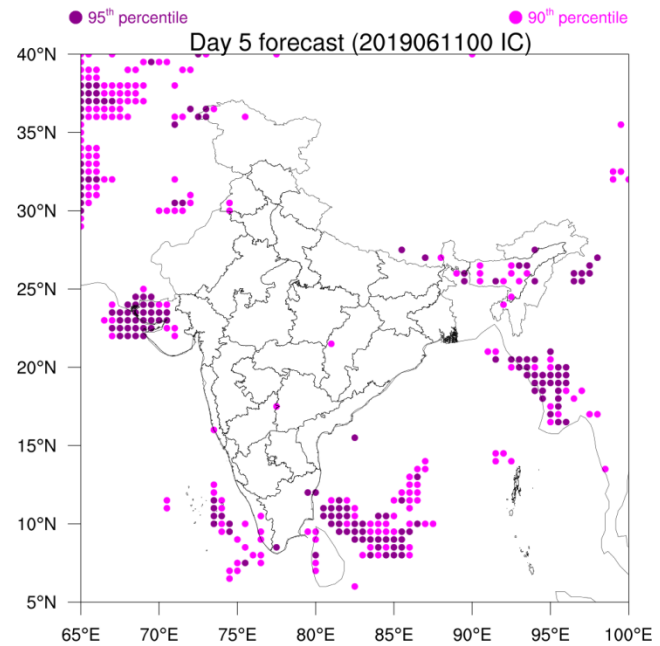 95th percentile
90th percentile
Day 5 forecast (2019061100 IC)
40°N
35°N
30°N
25°N
20°N
15°N
10°N
5°N
65°E 70°E 75°E 80°E 85°E 90°E 95°E 100°E